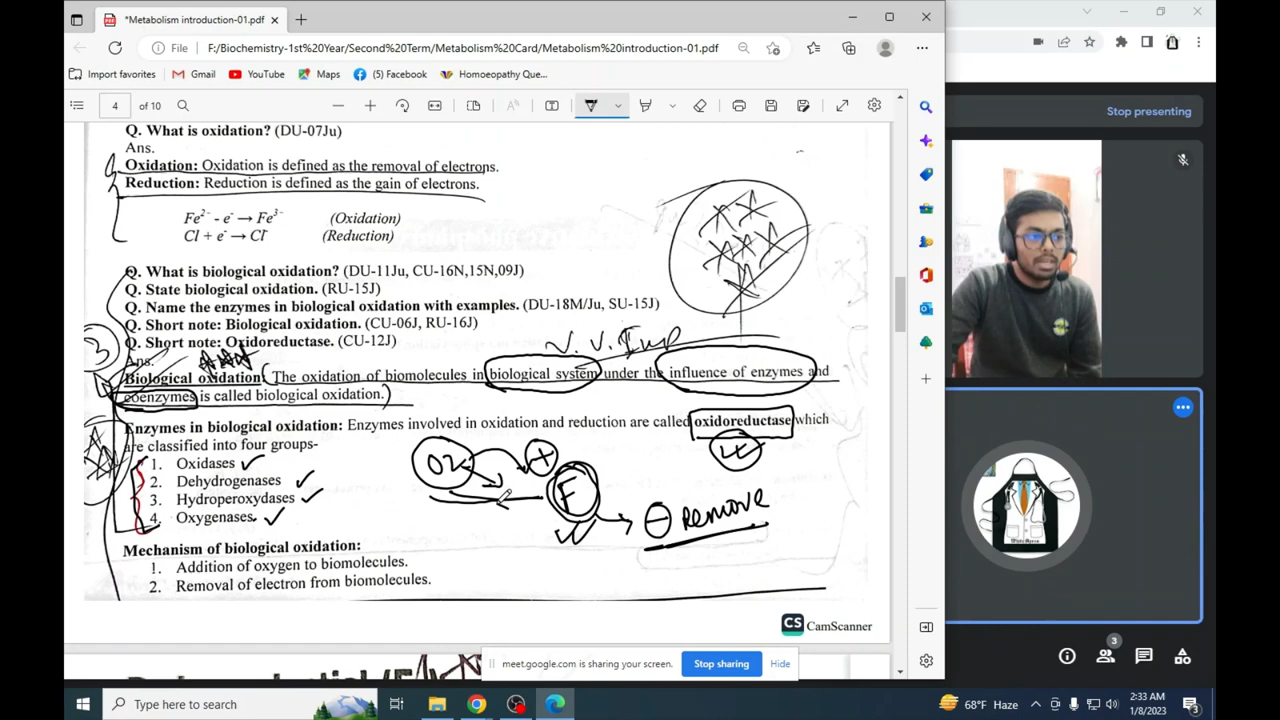 *Metabolism introduction-01.pdf
File
F:/Biochemistry-1st%20Year/Second%20Term/Metabolism%20Card/Metabolism%20introduction-01.pdf
Import favorites
Gmail
YouTube
Maps
(5) Facebook
Homoeopathy Que...
4 of 10
Stop presenting
Q. What is oxidation? (DU-07Ju)
Ans.
Oxidation: Oxidation is defined as the removal of electrons.
Reduction: Reduction is defined as the gain of electrons.
Fe2- - e- → Fe3- (Oxidation)
Cl + e- → Cl- (Reduction)
Q. What is biological oxidation? (DU-11Ju, CU-16N,15N,09J)
Q. State biological oxidation. (RU-15J)
Q. Name the enzymes in biological oxidation with examples. (DU-18M/Ju, SU-15J)
Q. Short note: Biological oxidation. (CU-06J, RU-16J)
Q. Short note: Oxidoreductase. (CU-12J)
V. V. Imp
3
Ans.
Biological oxidation: (The oxidation of biomolecules in biological system under the influence of enzymes and
coenzymes is called biological oxidation.)
Enzymes in biological oxidation: Enzymes involved in oxidation and reduction are called oxidoreductase which
are classified into four groups-
1. Oxidases
2. Dehydrogenases
3. Hydroperoxydases
4. Oxygenases.
O2 + F
- Remove
Mechanism of biological oxidation:
1. Addition of oxygen to biomolecules.
2. Removal of electron from biomolecules.
CS CamScanner
meet.google.com is sharing your screen.
Stop sharing
Hide
3
Type here to search
68°F Haze
2:33 AM
1/8/2023
3